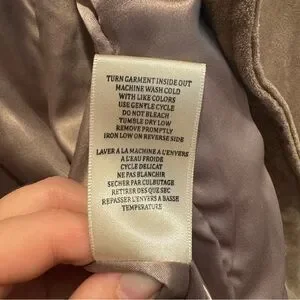 TURN GARMENT INSIDE OUT
MACHINE WASH COLD
WITH LIKE COLORS
USE GENTLE CYCLE
DO NOT BLEACH
TUMBLE DRY LOW
REMOVE PROMPTLY
IRON LOW ON REVERSE SIDE
LAVER A LA MACHINE A L'ENVERS
A L'EAU FROIDE
CYCLE DELICAT
NE PAS BLANCHIR
SECHER PAR CULBUTAGE
RETIRER DES QUE SEC
REPASSER L'ENVERS A BASSE
TEMPERATURE